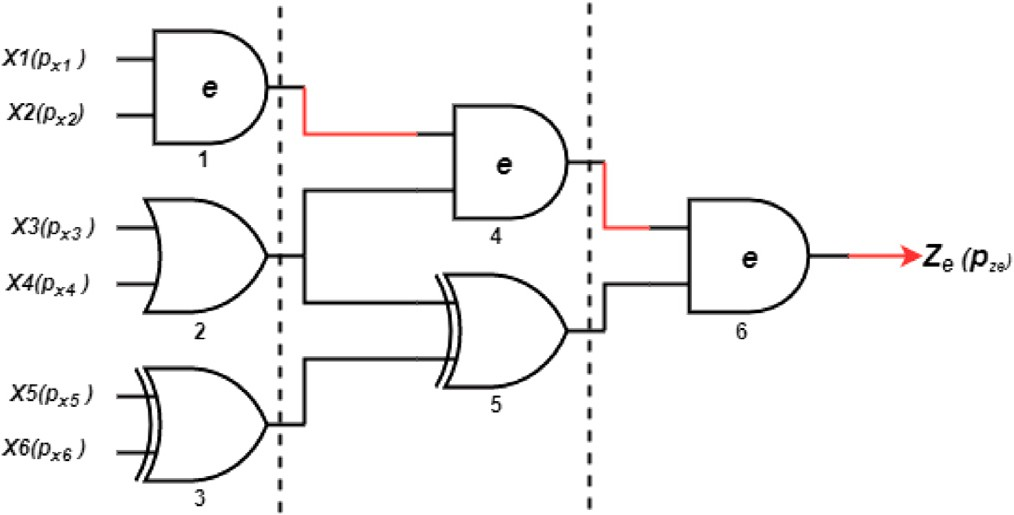 X1(px1)
X2(px2)
e
1
X3(px3)
X4(px4)
2
X5(px5)
X6(px6)
3
e
4
5
e
6
Ze (pze)